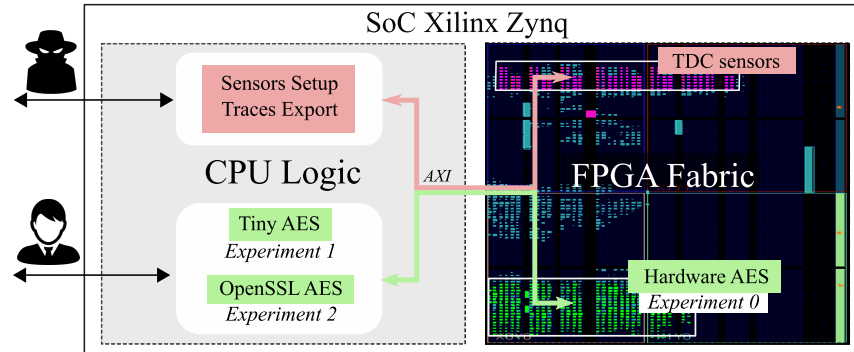 SoC Xilinx Zynq
Sensors Setup
Traces Export
TDC sensors
CPU Logic
AXI
FPGA Fabric
Tiny AES
Experiment 1
OpenSSL AES
Experiment 2
Hardware AES
Experiment 0